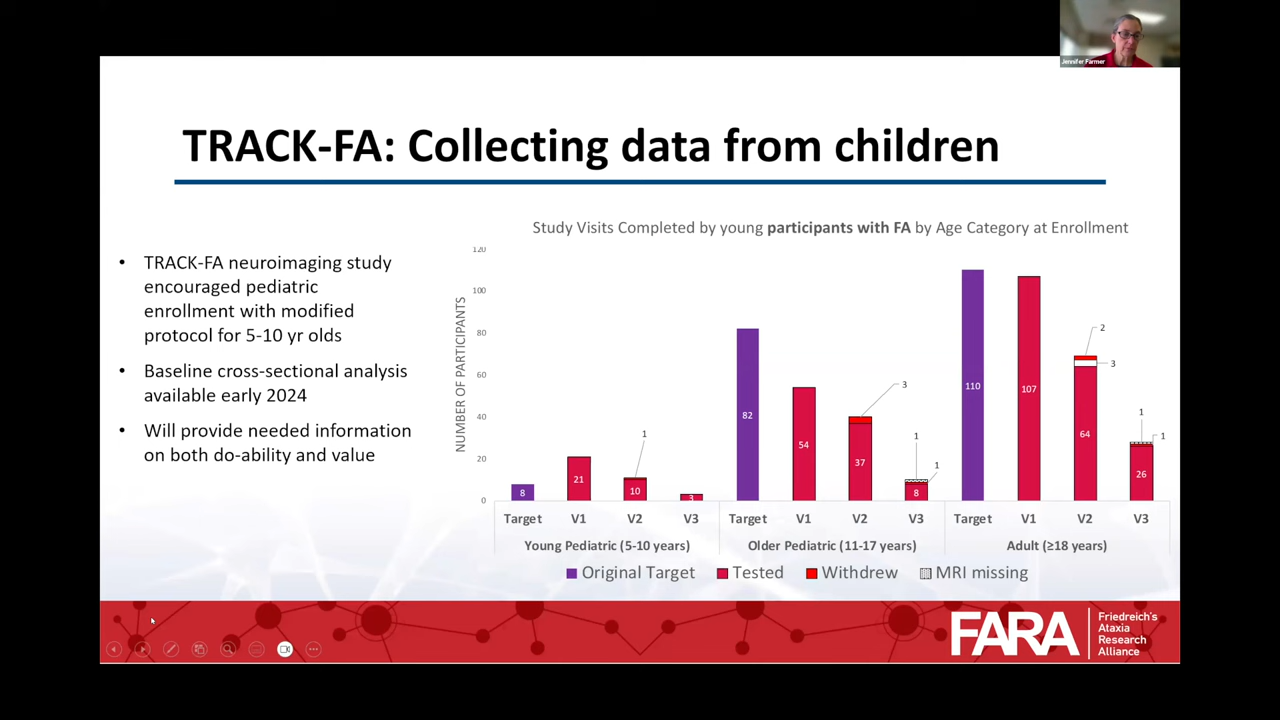 Jennifer Farmer
TRACK-FA: Collecting data from children
TRACK-FA neuroimaging study
encouraged pediatric
enrollment with modified
protocol for 5-10 yr olds
Baseline cross-sectional analysis
available early 2024
Will provide needed information
on both do-ability and value
Study Visits Completed by young participants with FA by Age Category at Enrollment
NUMBER OF PARTICIPANTS
120
100
80
60
40
20
0
8
21
1
10
3
82
54
3
37
1
1
8
110
107
2
3
64
1
1
26
Target V1 V2 V3 Target V1 V2 V3 Target V1 V2 V3
Young Pediatric (5-10 years) Older Pediatric (11-17 years) Adult (≥18 years)
Original Target Tested Withdrew MRI missing
FARA
Friedreich's
Ataxia
Research
Alliance